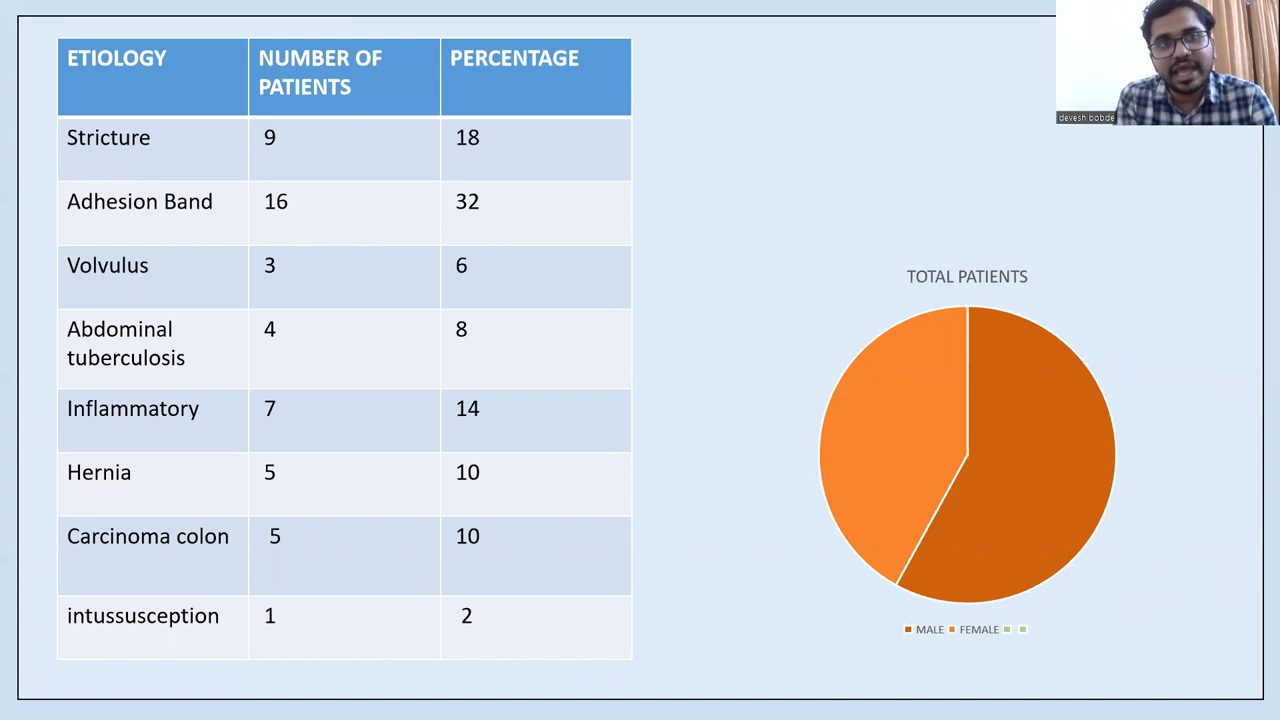 ETIOLOGY NUMBER OF PATIENTS PERCENTAGE
Stricture 9 18
Adhesion Band 16 32
Volvulus 3 6
Abdominal tuberculosis 4 8
Inflammatory 7 14
Hernia 5 10
Carcinoma colon 5 10
intussusception 1 2
TOTAL PATIENTS
MALE FEMALE
devesh bobde